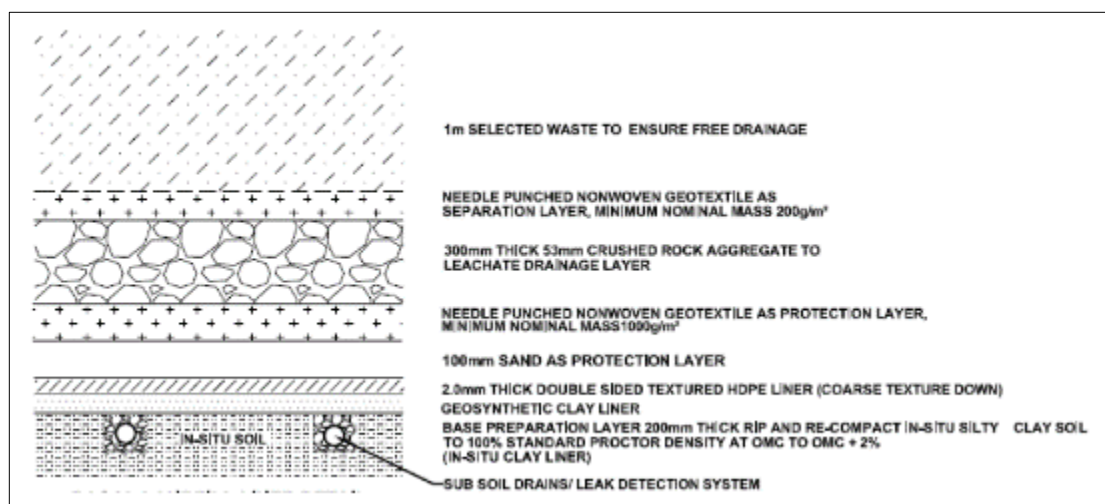 1m SELECTED WASTE TO ENSURE FREE DRAINAGE
NEEDLE PUNCHED NONWOVEN GEOTEXTILE AS
SEPARATION LAYER, MINIMUM NOMINAL MASS 200g/m²
300mm THICK 53mm CRUSHED ROCK AGGREGATE TO
LEACHATE DRAINAGE LAYER
NEEDLE PUNCHED NONWOVEN GEOTEXTILE AS PROTECTION LAYER,
MINIMUM NOMINAL MASS1000g/m²
100mm SAND AS PROTECTION LAYER
2.0mm THICK DOUBLE SIDED TEXTURED HDPE LINER (COARSE TEXTURE DOWN)
GEOSYNTHETIC CLAY LINER
IN-SITU SOIL
BASE PREPARATION LAYER 200mm THICK RIP AND RE-COMPACT IN-SITU SILTY CLAY SOIL
TO 100% STANDARD PROCTOR DENSITY AT OMC TO OMC + 2%
(IN-SITU CLAY LINER)
SUB SOIL DRAINS/ LEAK DETECTION SYSTEM